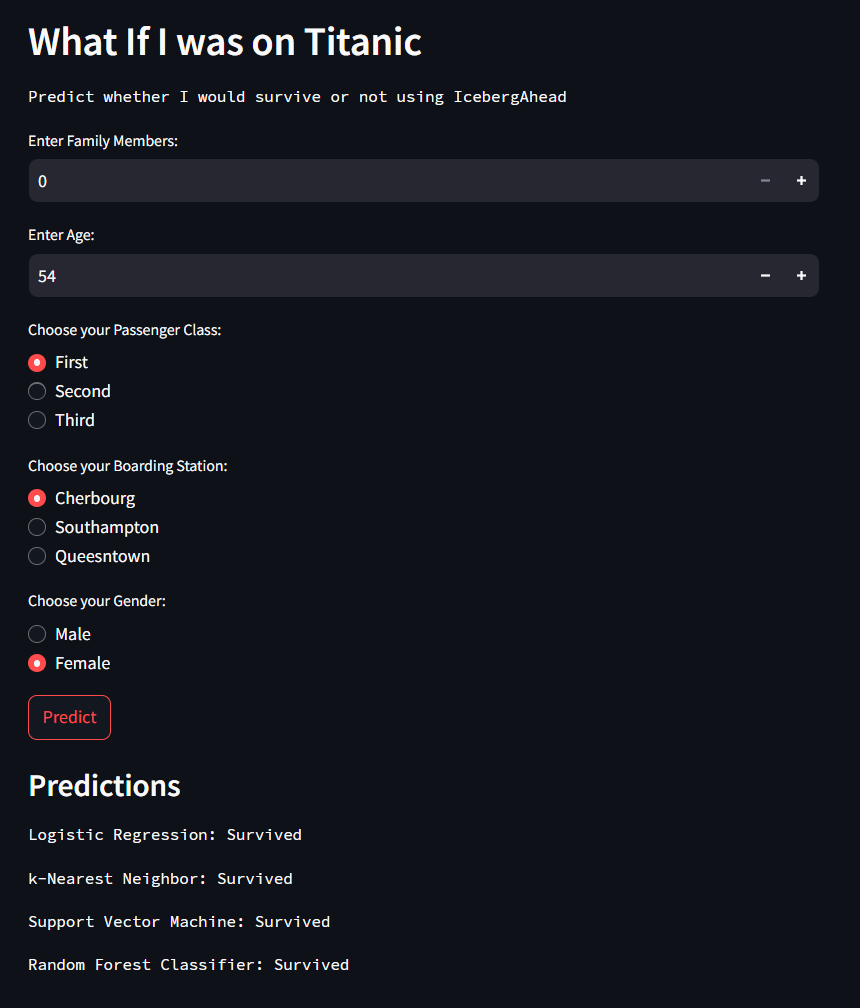 What If I was on Titanic
Predict whether I would survive or not using IcebergAhead
Enter Family Members:
0
Enter Age:
54
Choose your Passenger Class:
First
Second
Third
Choose your Boarding Station:
Cherbourg
Southampton
Queesntown
Choose your Gender:
Male
Female
Predict
Predictions
Logistic Regression: Survived
k-Nearest Neighbor: Survived
Support Vector Machine: Survived
Random Forest Classifier: Survived